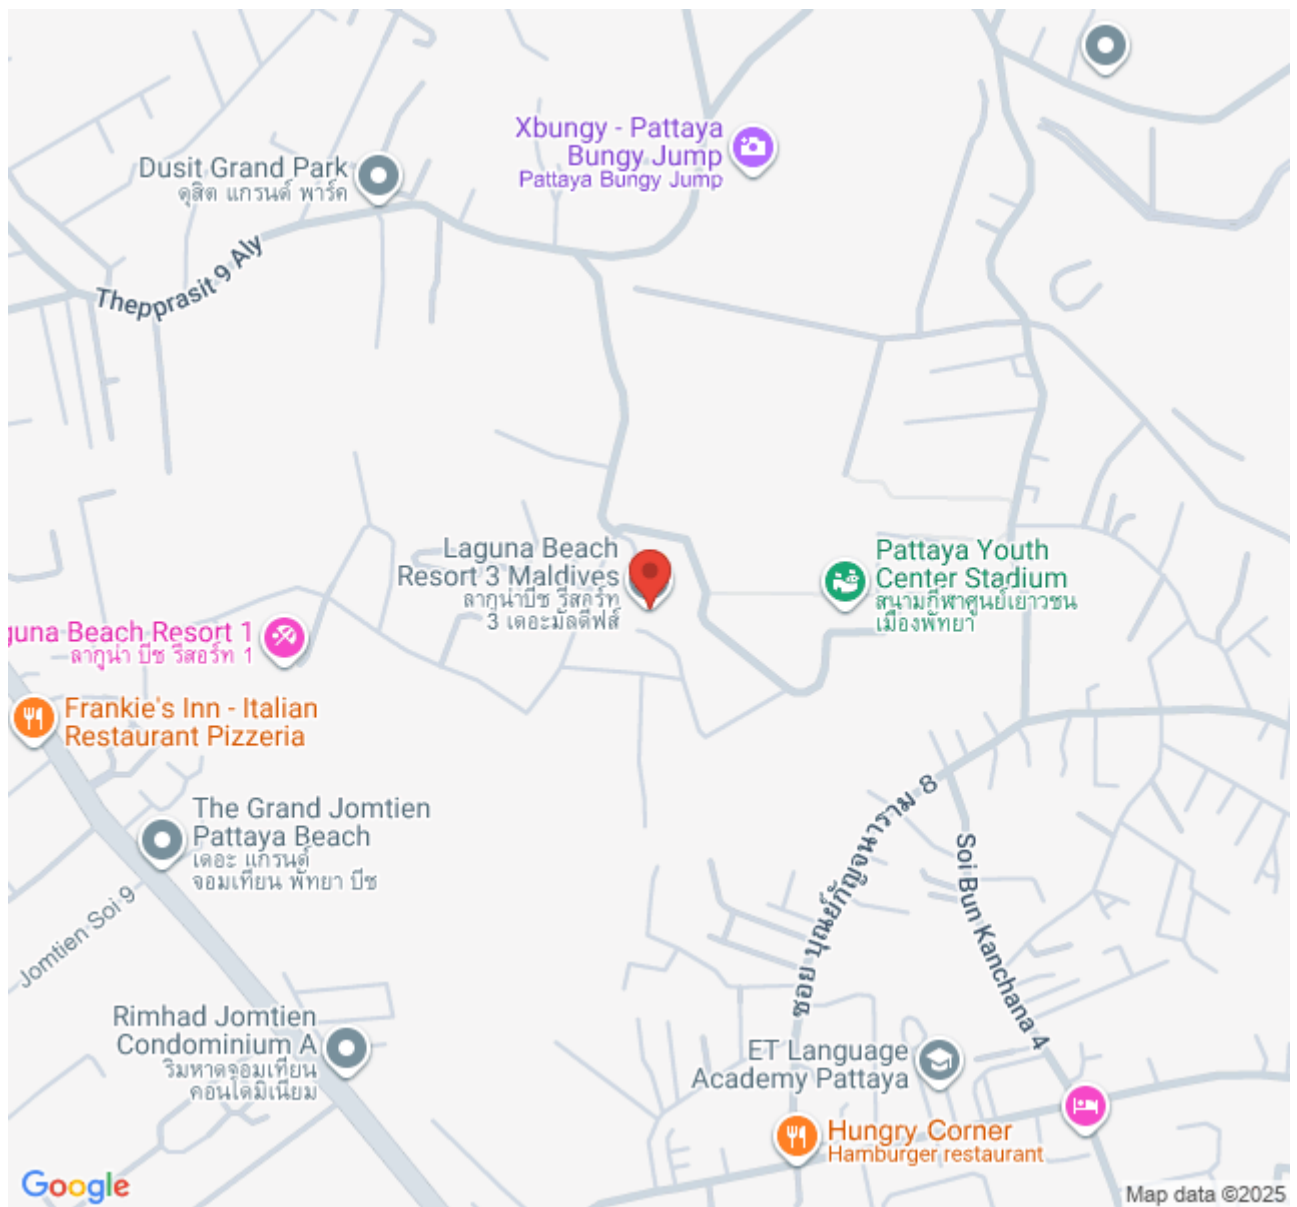 Xbungy - Pattaya
Bungy Jump
Pattaya Bungy Jump
Dusit Grand Park
ดุสิต แกรนด์ พาร์ค
Thepprasit 9 Aly
Laguna Beach
Resort 3 Maldives
ลากูน่าบีช รีสอร์ท
3 เดอะมัลดีฟส์
Pattaya Youth
Center Stadium
สนามกีฬาศูนย์เยาวชน
เมืองพัทยา
guna Beach Resort 1
ลากูน่า บีช รีสอร์ท 1
Frankie's Inn - Italian
Restaurant Pizzeria
The Grand Jomtien
Pattaya Beach
เดอะ แกรนด์
จอมเทียน พัทยา บีช
ซอย บุณย์กัญจนาราม 8
Soi Bun Kanchana 4
Jomtien Soi 9
Rimhad Jomtien
Condominium A
ริมหาดจอมเทียน
คอนโดมิเนียม
ET Language
Academy Pattaya
Hungry Corner
Hamburger restaurant
Google
Map data ©2025